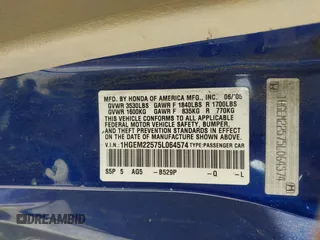 MFD. BY HONDA OF AMERICA MFG., INC. 06/'05
GVWR 3530LBS GAWR F 1840LBS R 1700LBS
GVWR 1600KG GAWR F 835KG R 770KG
THIS VEHICLE CONFORMS TO ALL APPLICABLE
FEDERAL MOTOR VEHICLE SAFETY, BUMPER, AND
THEFT PREVENTION STANDARDS IN EFFECT ON THE
DATE OF MANUFACTURE SHOWN ABOVE.
V.I.N.: 1HGEM22575L064574 TYPE: PASSENGER CAR
S5P 5 AG5 -B529P -Q -L
1HGEM22575L064574
DREAMBID